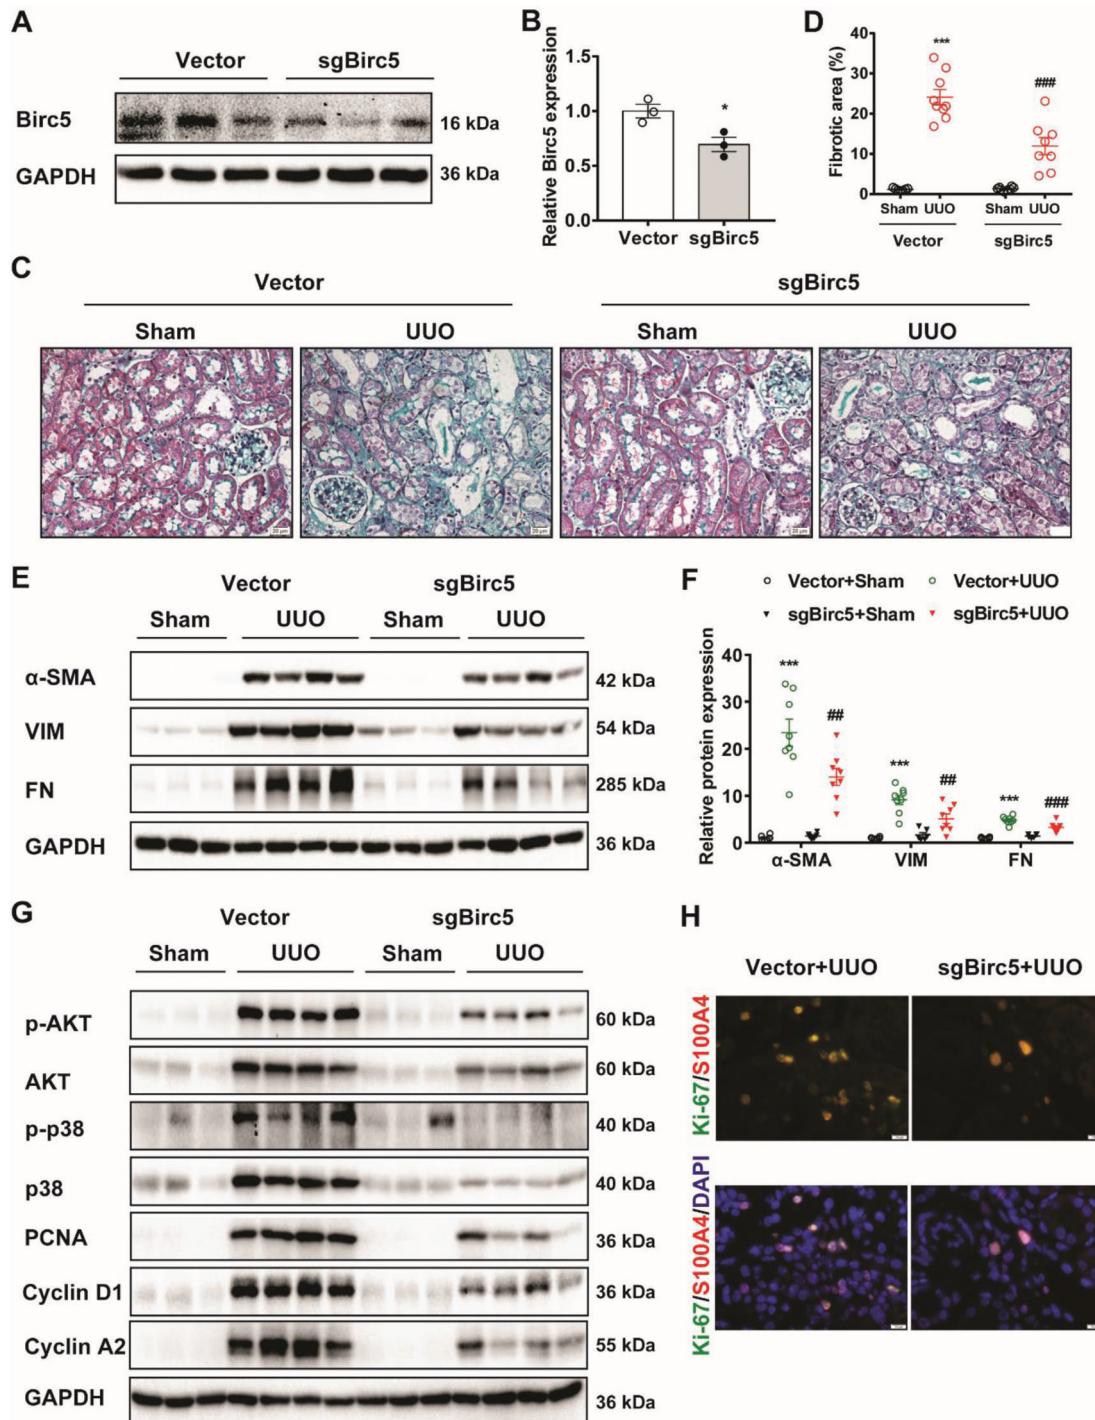 A
Vector sgBirc5
Birc5 16 kDa
GAPDH 36 kDa
B
Relative Birc5 expression
1.5
1.0
0.5
0.0
*
Vector sgBirc5
D
Fibrotic area (%)
40
30
20
10
0
***
###
Sham UUO Sham UUO
Vector sgBirc5
C
Vector sgBirc5
Sham UUO Sham UUO
20 μm 20 μm 20 μm
E
Vector sgBirc5
Sham UUO Sham UUO
α-SMA 42 kDa
VIM 54 kDa
FN 285 kDa
GAPDH 36 kDa
F
Vector+Sham Vector+UUO
sgBirc5+Sham sgBirc5+UUO
Relative protein expression
40
30
20
10
0
*** ## *** ## *** ###
α-SMA VIM FN
G
Vector sgBirc5
Sham UUO Sham UUO
p-AKT 60 kDa
AKT 60 kDa
p-p38 40 kDa
p38 40 kDa
PCNA 36 kDa
Cyclin D1 36 kDa
Cyclin A2 55 kDa
GAPDH 36 kDa
H
Vector+UUO sgBirc5+UUO
Ki-67/S100A4
Ki-67/S100A4/DAPI